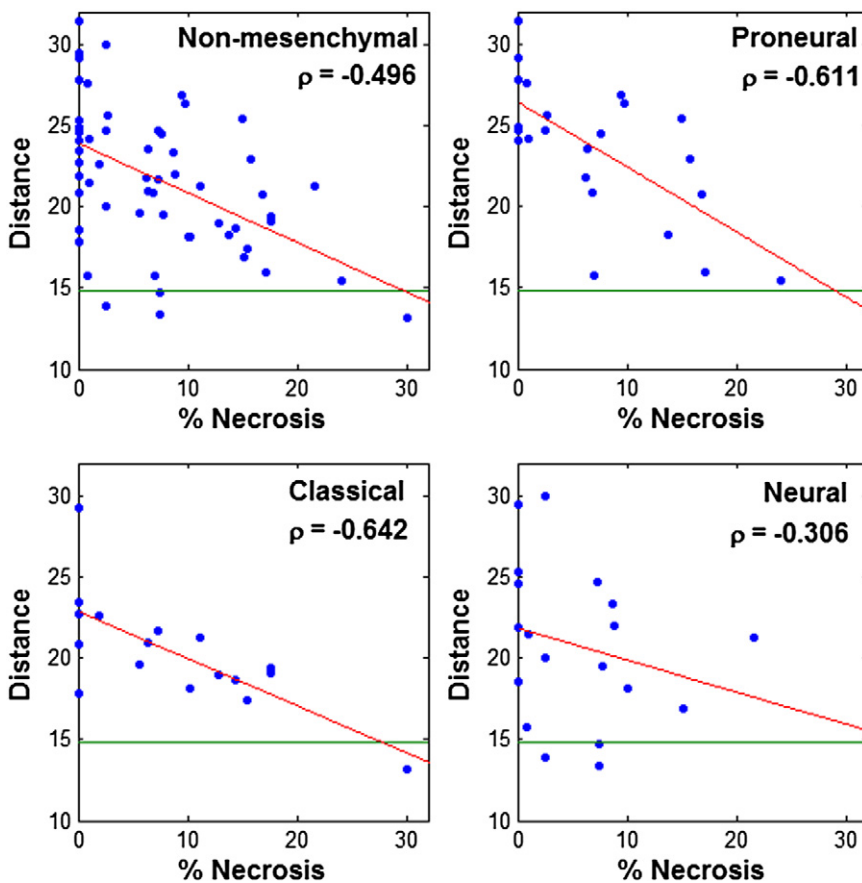 Non-mesenchymal
ρ = -0.496
Distance
30
25
20
15
10
0
10
20
30
% Necrosis
Proneural
ρ = -0.611
Distance
30
25
20
15
10
0
10
20
30
% Necrosis
Classical
ρ = -0.642
Distance
30
25
20
15
10
0
10
20
30
% Necrosis
Neural
ρ = -0.306
Distance
30
25
20
15
10
0
10
20
30
% Necrosis